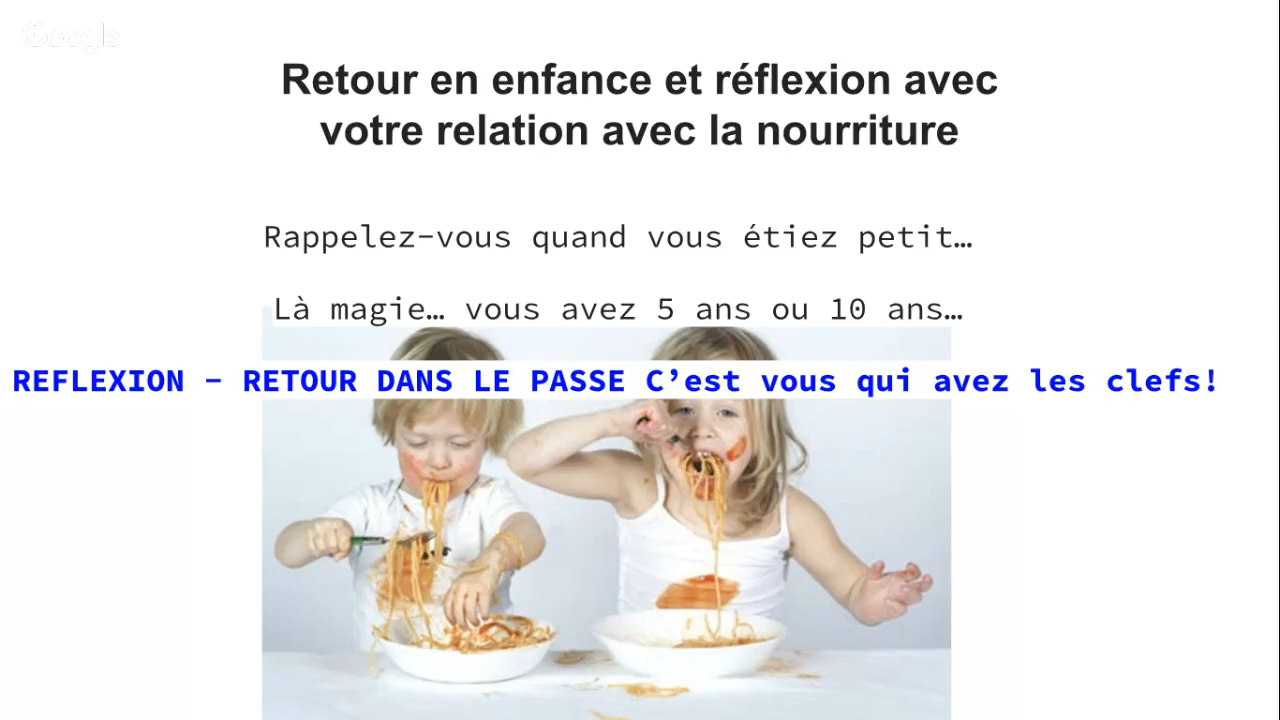 Google
Retour en enfance et réflexion avec
votre relation avec la nourriture
Rappelez-vous quand vous étiez petit…
Là magie… vous avez 5 ans ou 10 ans…
REFLEXION - RETOUR DANS LE PASSE C’est vous qui avez les clefs!